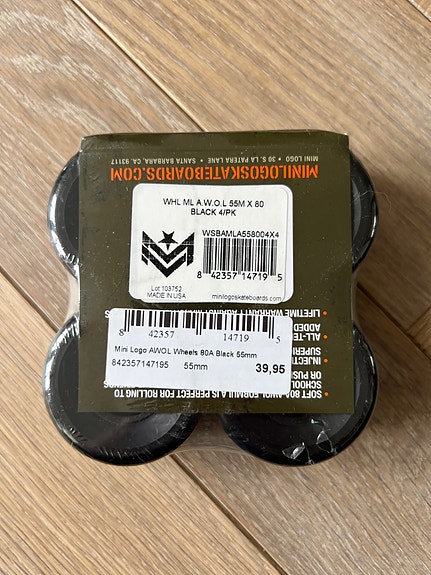 MINI LOGO • 30 S. LA PATERA LANE • SANTA BARBARA, CA. 93117
MINILOGOSKATEBOARDS.COM
WHL ML A.W.O.L 55M X 80
BLACK 4/PK
WSBAMLA558004X4
8 42357 14719 5
Lot 103752
MADE IN USA
minilogoskateboards.com
8 42357 14719 5
Mini Logo AWOL Wheels 80A Black 55mm
842357147195 55mm 39,95
• SOFT 80A AWOL FORMULA IS PERFECT FOR ROLLING TO
SCHOOL
OR PUS
• INJECTI
SUPERI
• ALL-TE
ADDED
• LIFETIME WARRANTY AGAINST